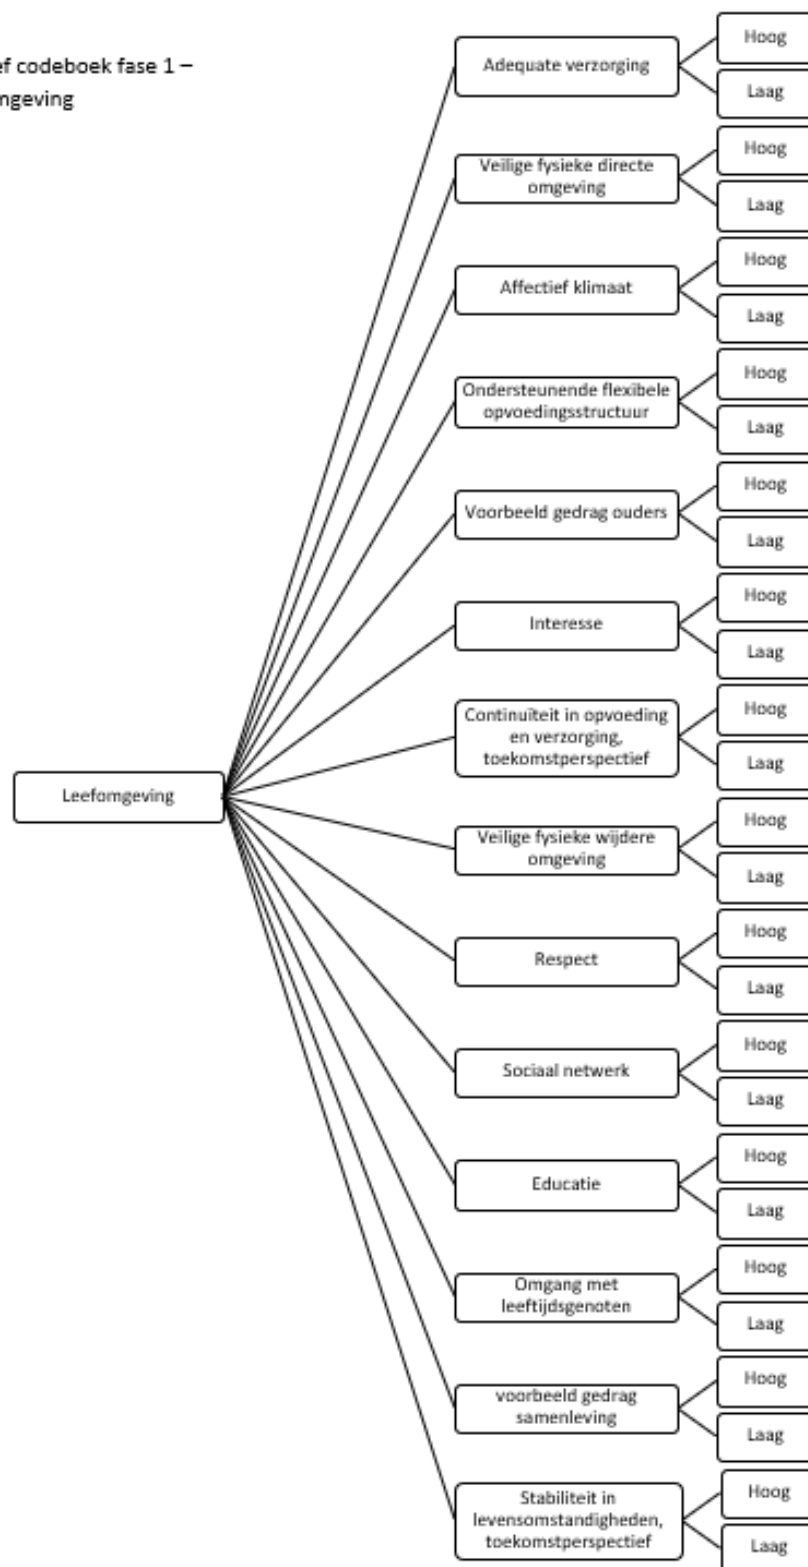 ef codeboek fase 1 –
mgeving
Adequate verzorging
Hoog
Laag
Veilige fysieke directe
omgeving
Hoog
Laag
Affectief klimaat
Hoog
Laag
Ondersteunende flexibele
opvoedingsstructuur
Hoog
Laag
Voorbeeld gedrag ouders
Hoog
Laag
Interesse
Hoog
Laag
Continuïteit in opvoeding
en verzorging,
toekomstperspectief
Hoog
Laag
Leefomgeving
Veilige fysieke wijdere
omgeving
Hoog
Laag
Respect
Hoog
Laag
Sociaal netwerk
Hoog
Laag
Educatie
Hoog
Laag
Omgang met
leeftijdsgenoten
Hoog
Laag
voorbeeld gedrag
samenleving
Hoog
Laag
Stabiliteit in
levensomstandigheden,
toekomstperspectief
Hoog
Laag